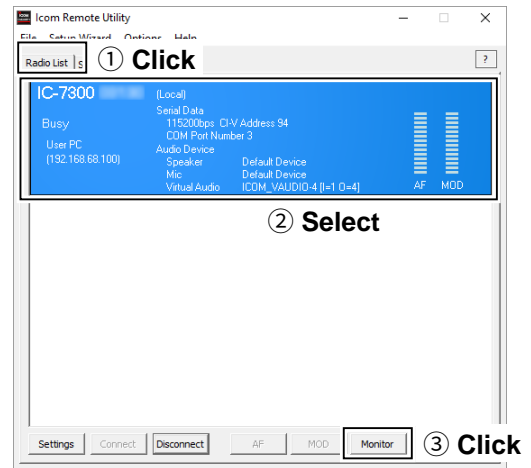 Icom Remote Utility
File Setup Wizard Options Help
Radio List S ① Click ?
IC-7300 (Local)
Serial Data
Busy 115200bps CI-V Address 94
COM Port Number 3
User PC Audio Device
(192.168.68.100) Speaker Default Device
Mic Default Device
Virtual Audio ICOM_VAUDIO-4 [I=1 O=4] AF MOD
② Select
Settings Connect Disconnect AF MOD Monitor ③ Click